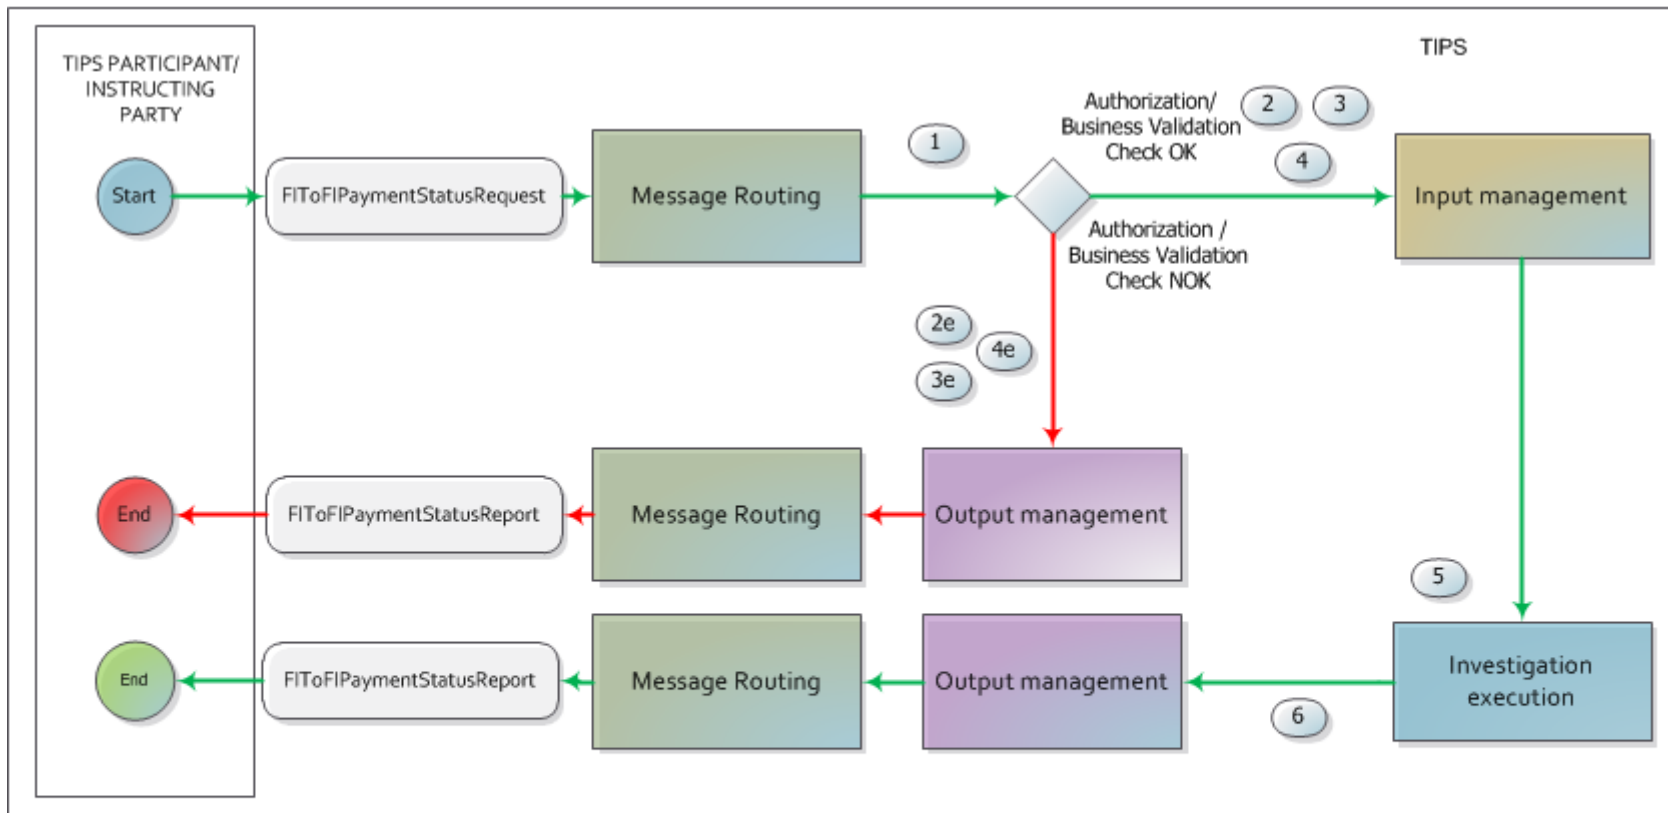 TIPS
TIPS PARTICIPANT/
INSTRUCTING
PARTY
Start
FIToFIPaymentStatusRequest
Message Routing
1
Authorization/
Business Validation
Check OK
2
3
4
Input management
Authorization /
Business Validation
Check NOK
2e
4e
3e
End
FIToFIPaymentStatusReport
Message Routing
Output management
5
End
FIToFIPaymentStatusReport
Message Routing
Output management
6
Investigation
execution